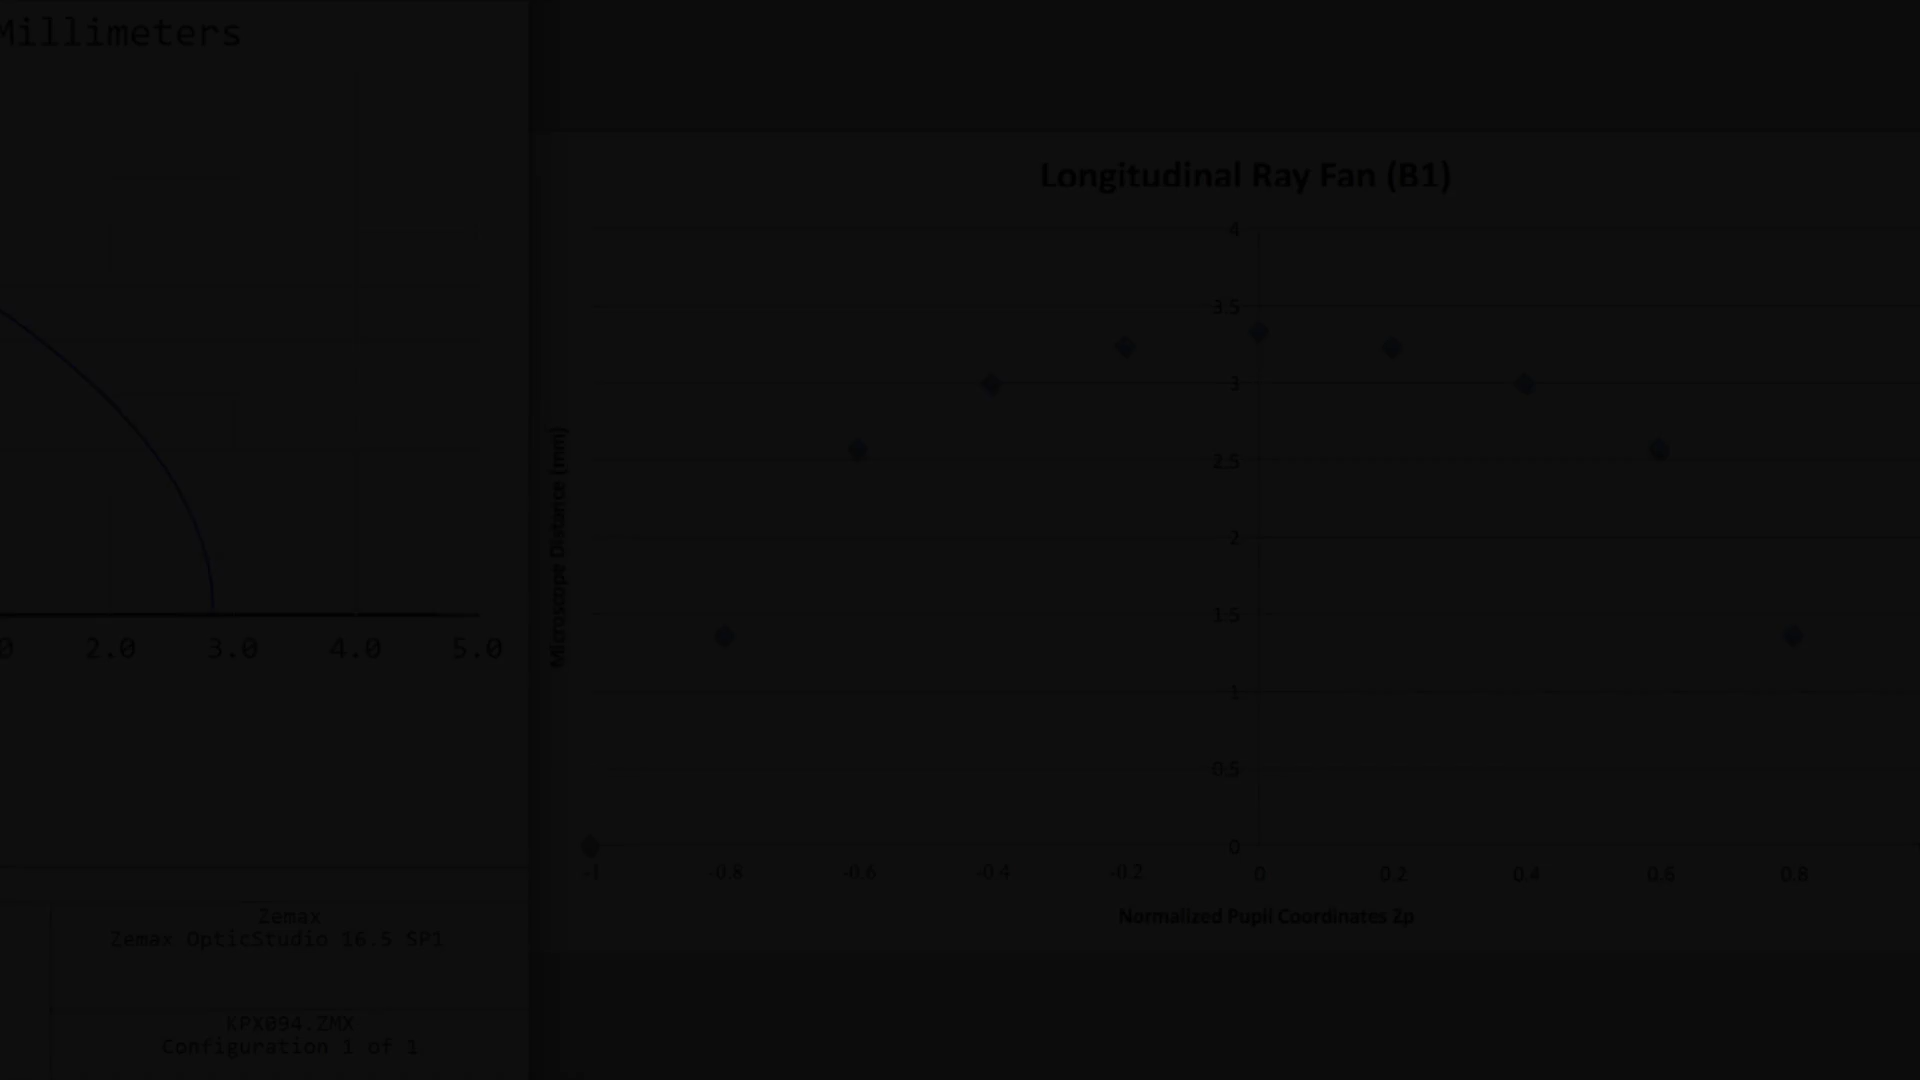 Millimeters
0 2.0 3.0 4.0 5.0
Zemax
Zemax OpticStudio 16.5 SP1
KPX094.ZMX
Configuration 1 of 1
Longitudinal Ray Fan (B1)
Microscope Distance (mm)
4
3.5
3
2.5
2
1.5
1
0.5
0
-1 -0.8 -0.6 -0.4 -0.2 0 0.2 0.4 0.6 0.8
Normalized Pupil Coordinates Zp